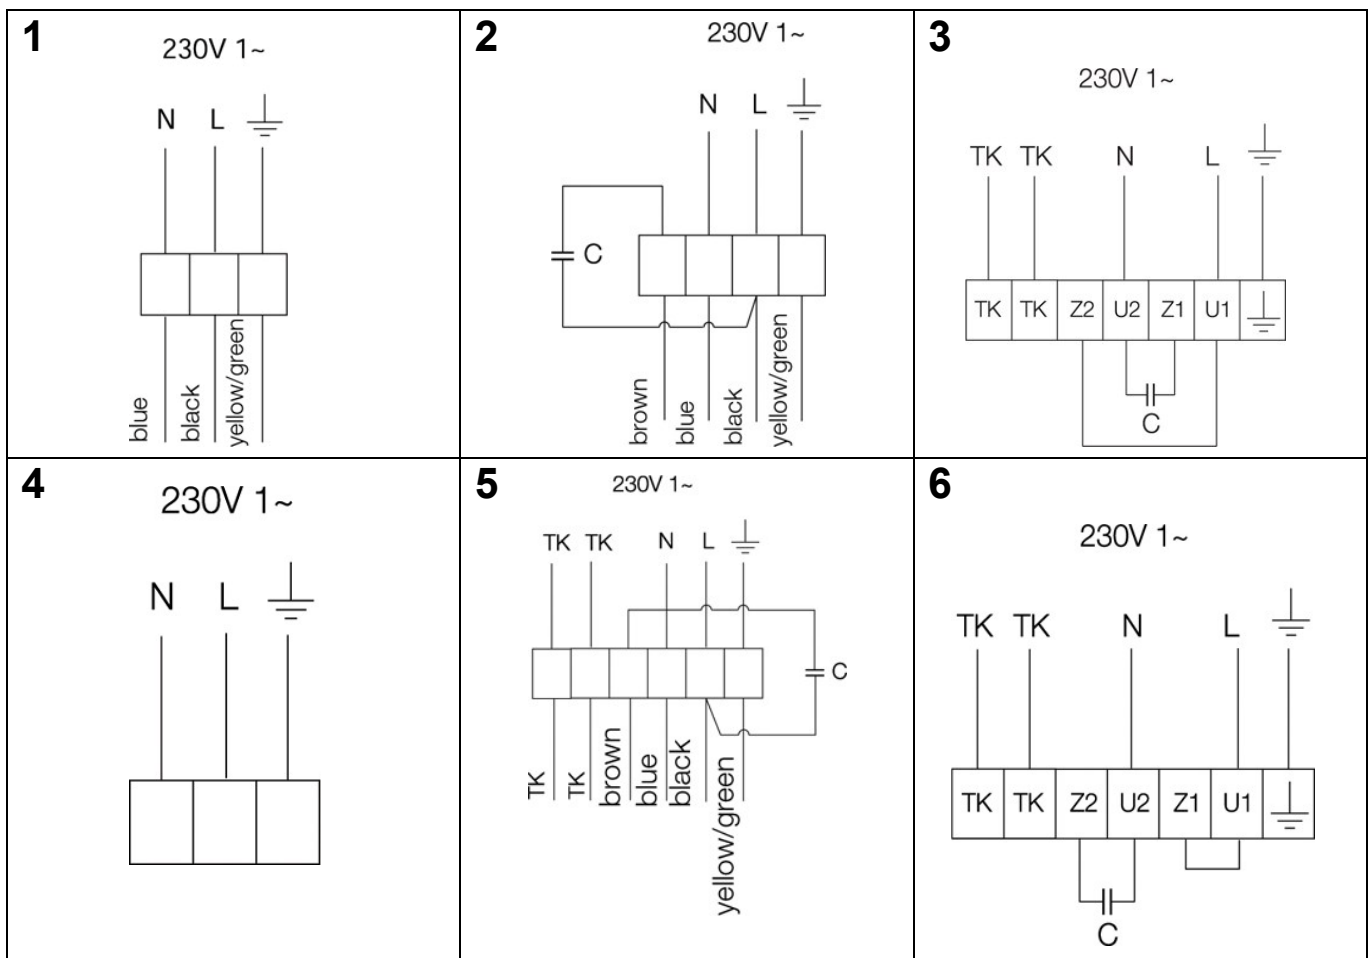 1
230V 1~
N L
blue
black
yellow/green
2
230V 1~
N L
C
brown
blue
black
yellow/green
3
230V 1~
TK TK N L
TK TK Z2 U2 Z1 U1
C
4
230V 1~
N L
5
230V 1~
TK TK N L
C
TK
TK
brown
blue
black
yellow/green
6
230V 1~
TK TK N L
TK TK Z2 U2 Z1 U1
C